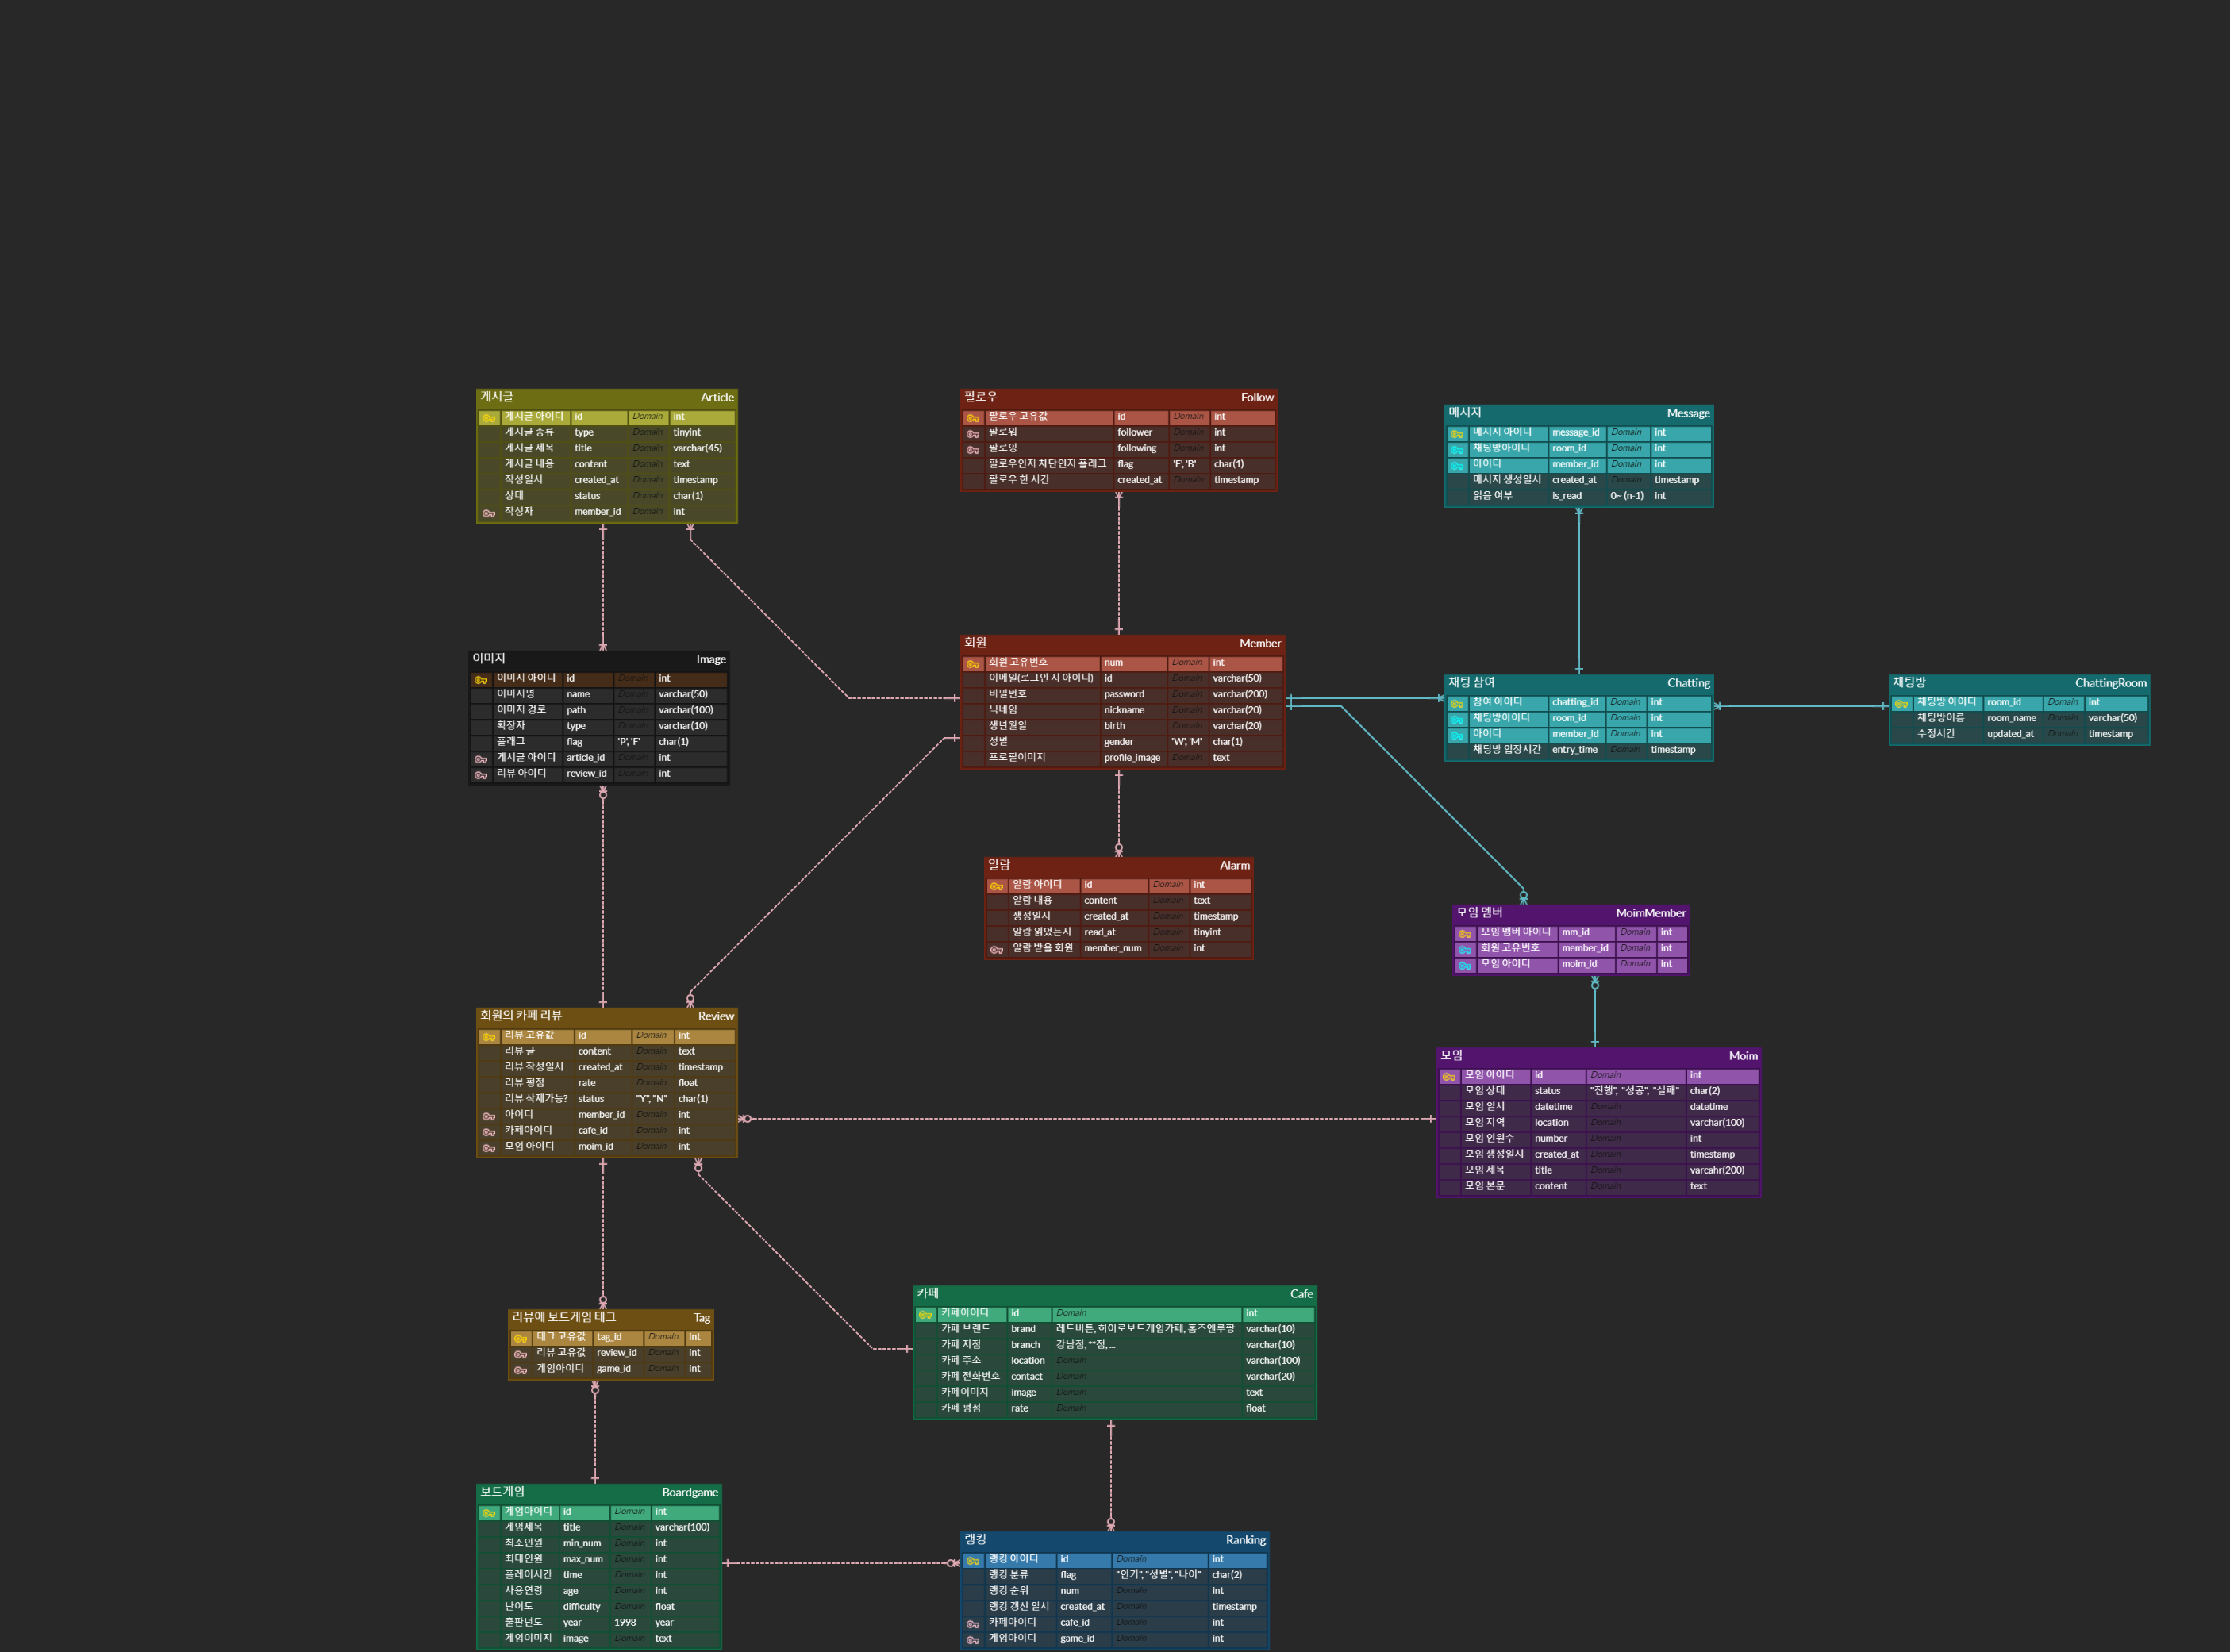 게시글 Article
게시글 아이디 id Domain int
게시글 종류 type Domain tinyint
게시글 제목 title Domain varchar(45)
게시글 내용 content Domain text
작성일시 created_at Domain timestamp
상태 status Domain char(1)
작성자 member_id Domain int
팔로우 Follow
팔로우 고유값 id Domain int
팔로워 follower Domain int
팔로잉 following Domain int
팔로우인지 차단인지 플래그 flag 'F', 'B' char(1)
팔로우 한 시간 created_at Domain timestamp
메시지 Message
메시지 아이디 message_id Domain int
채팅방아이디 room_id Domain int
아이디 member_id Domain int
메시지 생성일시 created_at Domain timestamp
읽음 여부 is_read 0~ (n-1) int
이미지 Image
이미지 아이디 id Domain int
이미지명 name Domain varchar(50)
이미지 경로 path Domain varchar(100)
확장자 type Domain varchar(10)
플래그 flag 'P', 'F' char(1)
게시글 아이디 article_id Domain int
리뷰 아이디 review_id Domain int
회원 Member
회원 고유번호 num Domain int
이메일(로그인 시 아이디) id Domain varchar(50)
비밀번호 password Domain varchar(200)
닉네임 nickname Domain varchar(20)
생년월일 birth Domain varchar(20)
성별 gender 'W', 'M' char(1)
프로필이미지 profile_image Domain text
채팅 참여 Chatting
참여 아이디 chatting_id Domain int
채팅방아이디 room_id Domain int
아이디 member_id Domain int
채팅방 입장시간 entry_time Domain timestamp
채팅방 ChattingRoom
채팅방 아이디 room_id Domain int
채팅방이름 room_name Domain varchar(50)
수정시간 updated_at Domain timestamp
알람 Alarm
알람 아이디 id Domain int
알람 내용 content Domain text
생성일시 created_at Domain timestamp
알람 읽었는지 read_at Domain tinyint
알람 받을 회원 member_num Domain int
모임 멤버 MoimMember
모임 멤버 아이디 mm_id Domain int
회원 고유번호 member_id Domain int
모임 아이디 moim_id Domain int
회원의 카페 리뷰 Review
리뷰 고유값 id Domain int
리뷰 글 content Domain text
리뷰 작성일시 created_at Domain timestamp
리뷰 평점 rate Domain float
리뷰 삭제가능? status "Y", "N" char(1)
아이디 member_id Domain int
카페아이디 cafe_id Domain int
모임 아이디 moim_id Domain int
모임 Moim
모임 아이디 id Domain int
모임 상태 status "진행", "성공", "실패" char(2)
모임 일시 datetime Domain datetime
모임 지역 location Domain varchar(100)
모임 인원수 number Domain int
모임 생성일시 created_at Domain timestamp
모임 제목 title Domain varcahr(200)
모임 본문 content Domain text
리뷰에 보드게임 태그 Tag
태그 고유값 tag_id Domain int
리뷰 고유값 review_id Domain int
게임아이디 game_id Domain int
카페 Cafe
카페아이디 id Domain int
카페 브랜드 brand 레드버튼, 히어로보드게임카페, 홈즈앤루팡 varchar(10)
카페 지점 branch 강남점, **점, ... varchar(10)
카페 주소 location Domain varchar(100)
카페 전화번호 contact Domain varchar(20)
카페이미지 image Domain text
카페 평점 rate Domain float
보드게임 Boardgame
게임아이디 id Domain int
게임제목 title Domain varchar(100)
최소인원 min_num Domain int
최대인원 max_num Domain int
플레이시간 time Domain int
사용연령 age Domain int
난이도 difficulty Domain float
출판년도 year 1998 year
게임이미지 image Domain text
랭킹 Ranking
랭킹 아이디 id Domain int
랭킹 분류 flag "인기", "성별", "나이" char(2)
랭킹 순위 num Domain int
랭킹 갱신 일시 created_at Domain timestamp
카페아이디 cafe_id Domain int
게임아이디 game_id Domain int